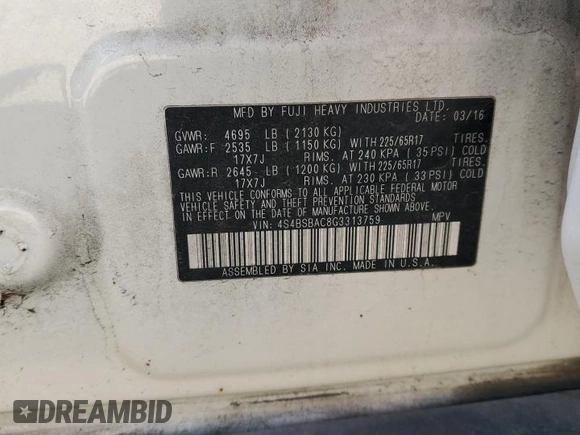 MFD BY FUJI HEAVY INDUSTRIES LTD.
DATE: 03/16
GVWR: 4695 LB (2130 KG)
GAWR:F 2535 LB (1150 KG) WITH 225/65R17 TIRES.
17X7J RIMS. AT 240 KPA (35 PSI) COLD
GAWR:R 2645 LB (1200 KG) WITH 225/65R17 TIRES.
17X7J RIMS. AT 230 KPA (33 PSI) COLD
THIS VEHICLE CONFORMS TO ALL APPLICABLE FEDERAL MOTOR
VEHICLE SAFETY AND THEFT PREVENTION STANDARDS
IN EFFECT ON THE DATE OF MANUFACTURE SHOWN ABOVE.
VIN: 4S4BSBAC8G3313759 MPV
ASSEMBLED BY SIA INC. MADE IN U.S.A.
DREAMBID